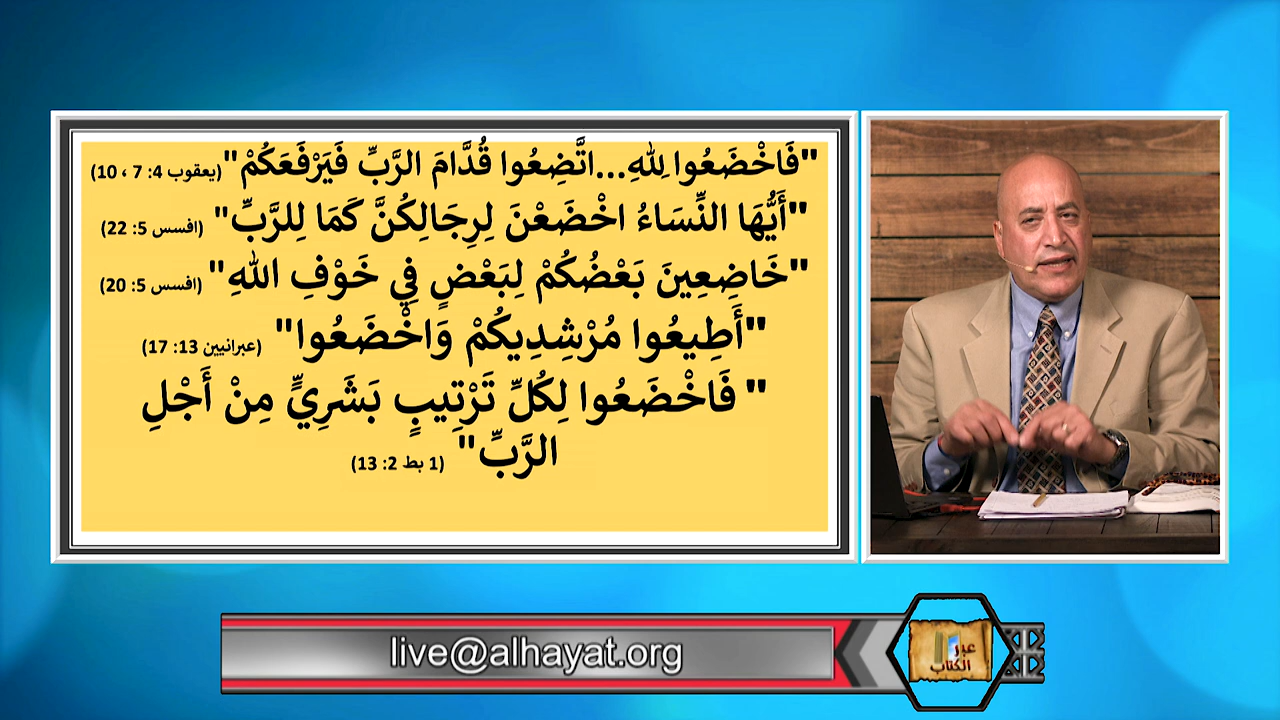 "فَاخْضَعُوا لِلهِ...اتَّضِعُوا قُدَّامَ الرَّبِّ فَيَرْفَعَكُمْ" (يعقوب 4: 7 ، 10)
"أَيُّهَا النِّسَاءُ اخْضَعْنَ لِرِجَالِكُنَّ كَمَا لِلرَّبِّ" (افسس 5: 22)
"خَاضِعِينَ بَعْضُكُمْ لِبَعْضٍ فِي خَوْفِ اللهِ" (افسس 5: 20)
"أَطِيعُوا مُرْشِدِيكُمْ وَاخْضَعُوا" (عبرانيين 13: 17)
" فَاخْضَعُوا لِكُلِّ تَرْتِيبٍ بَشَرِيٍّ مِنْ أَجْلِ
الرَّبِّ" (1 بط 2: 13)
live@alhayat.org
عبر
الكتاب